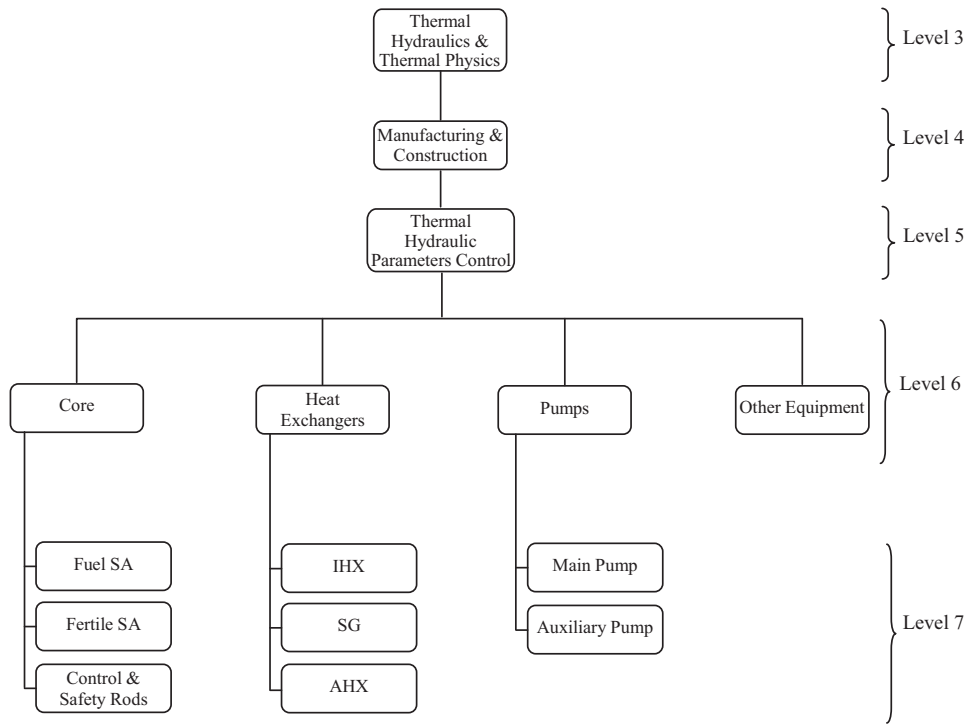 Thermal
Hydraulics &
Thermal Physics
Level 3
Manufacturing &
Construction
Level 4
Thermal
Hydraulic
Parameters Control
Level 5
Core
Heat
Exchangers
Pumps
Other Equipment
Level 6
Fuel SA
IHX
Main Pump
Fertile SA
SG
Auxiliary Pump
Level 7
Control &
Safety Rods
AHX